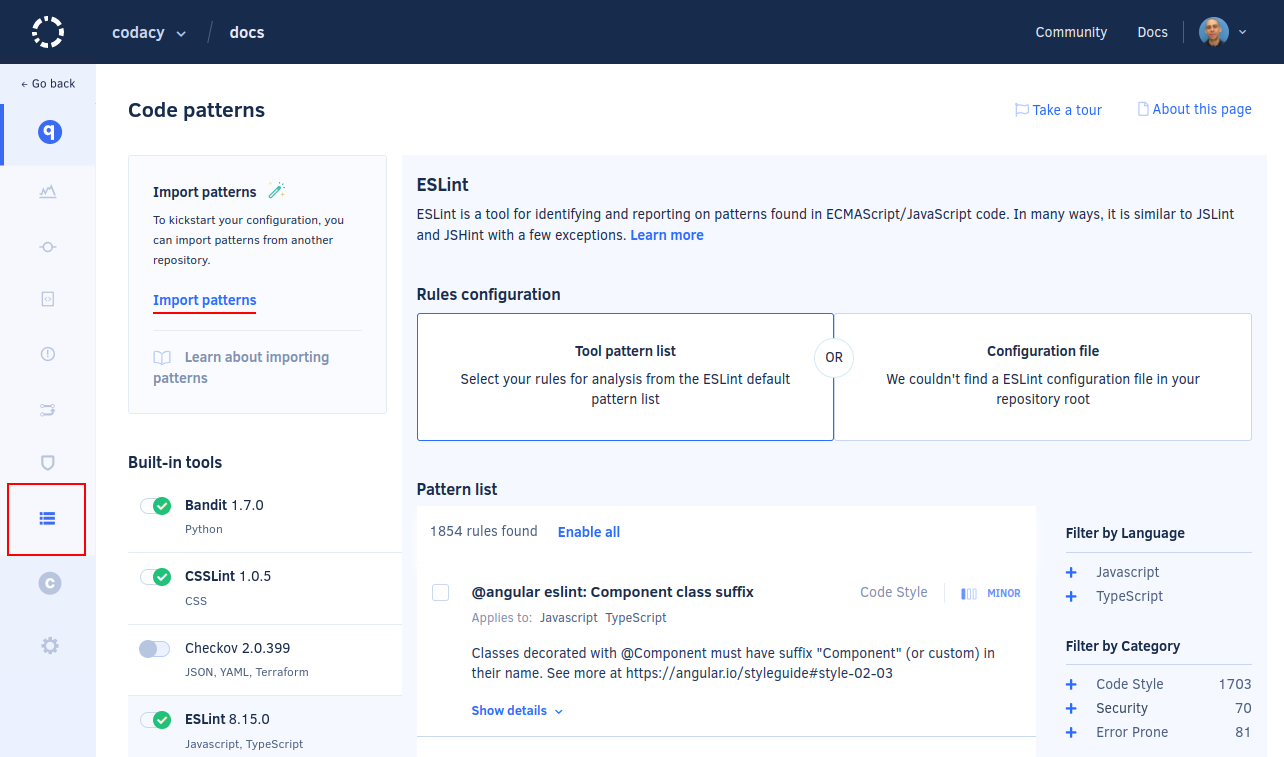 codacy / docs
Community
Docs
← Go back
Code patterns
Take a tour
About this page
Import patterns
To kickstart your configuration, you
can import patterns from another
repository.
Import patterns
Learn about importing
patterns
Built-in tools
Bandit 1.7.0
Python
CSSLint 1.0.5
CSS
Checkov 2.0.399
JSON, YAML, Terraform
ESLint 8.15.0
Javascript, TypeScript
ESLint
ESLint is a tool for identifying and reporting on patterns found in ECMAScript/JavaScript code. In many ways, it is similar to JSLint
and JSHint with a few exceptions. Learn more
Rules configuration
Tool pattern list
Select your rules for analysis from the ESLint default
pattern list
OR
Configuration file
We couldn't find a ESLint configuration file in your
repository root
Pattern list
1854 rules found
Enable all
@angular eslint: Component class suffix
Code Style
MINOR
Applies to: Javascript TypeScript
Classes decorated with @Component must have suffix "Component" (or custom) in
their name. See more at https://angular.io/styleguide#style-02-03
Show details
Filter by Language
+ Javascript
+ TypeScript
Filter by Category
+ Code Style 1703
+ Security 70
+ Error Prone 81